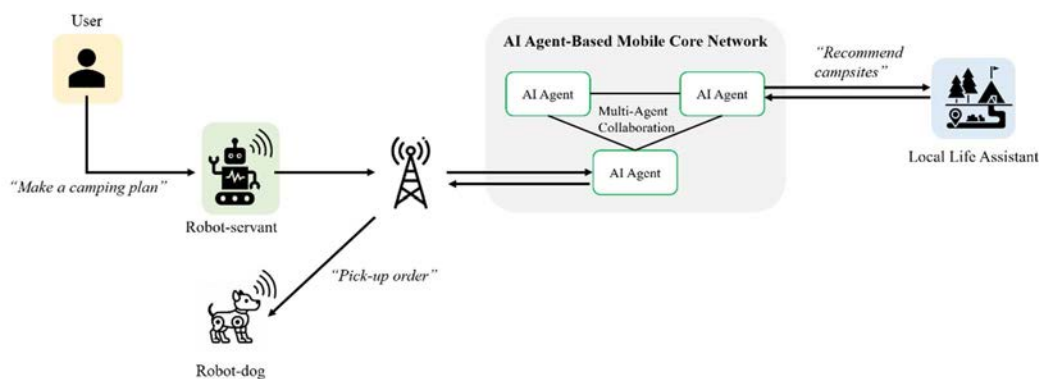 User
AI Agent-Based Mobile Core Network
“Recommend
campsites”
AI Agent
AI Agent
Multi-Agent
Collaboration
AI Agent
Local Life Assistant
“Make a camping plan”
Robot-servant
“Pick-up order”
Robot-dog